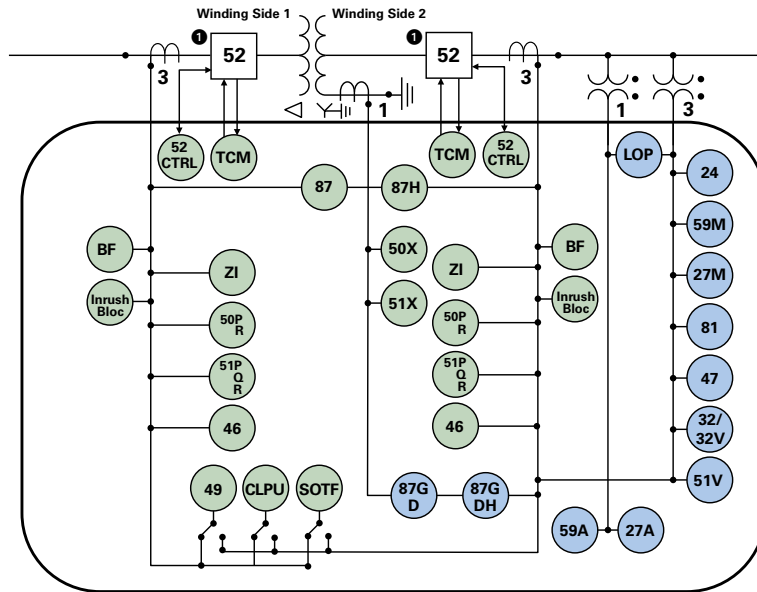 Winding Side 1
Winding Side 2
❶
52
❶
52
3
1
3
1
3
52
CTRL
TCM
TCM
52
CTRL
LOP
24
87
87H
59M
BF
50X
BF
ZI
ZI
27M
Inrush
Bloc
51X
Inrush
Bloc
50P
R
50P
R
81
51P
Q
R
51P
Q
R
47
46
46
32/
32V
49
CLPU
SOTF
87G
D
87G
DH
51V
59A
27A